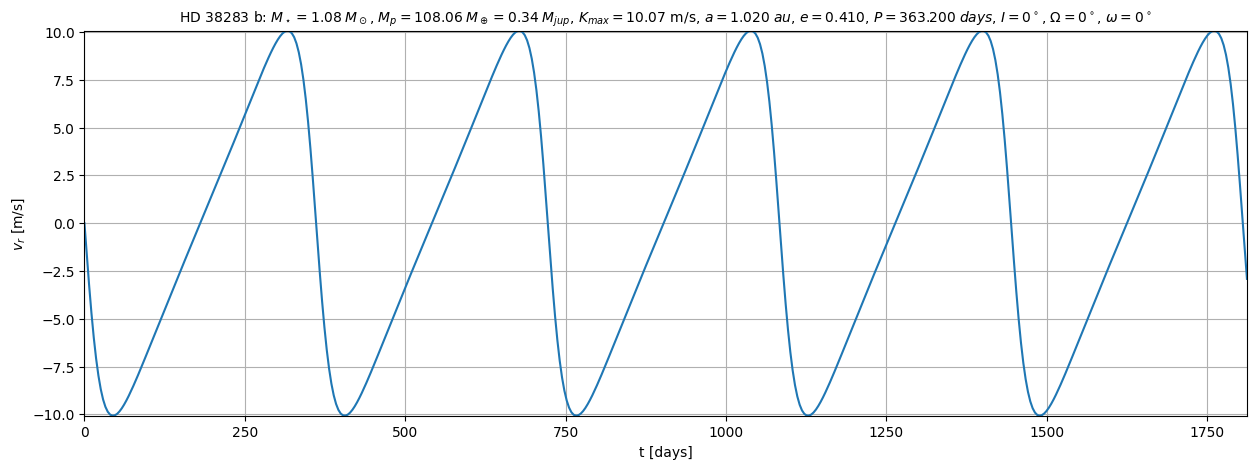 HD 38283 b: M⋆ = 1.08 M⊙, Mp = 108.06 M⊕ = 0.34 Mjup, Kmax = 10.07 m/s, a = 1.020 au, e = 0.410, P = 363.200 days, I = 0°, Ω = 0°, ω = 0°
10.0
7.5
5.0
2.5
0.0
−2.5
−5.0
−7.5
−10.0
vr [m/s]
0 250 500 750 1000 1250 1500 1750
t [days]